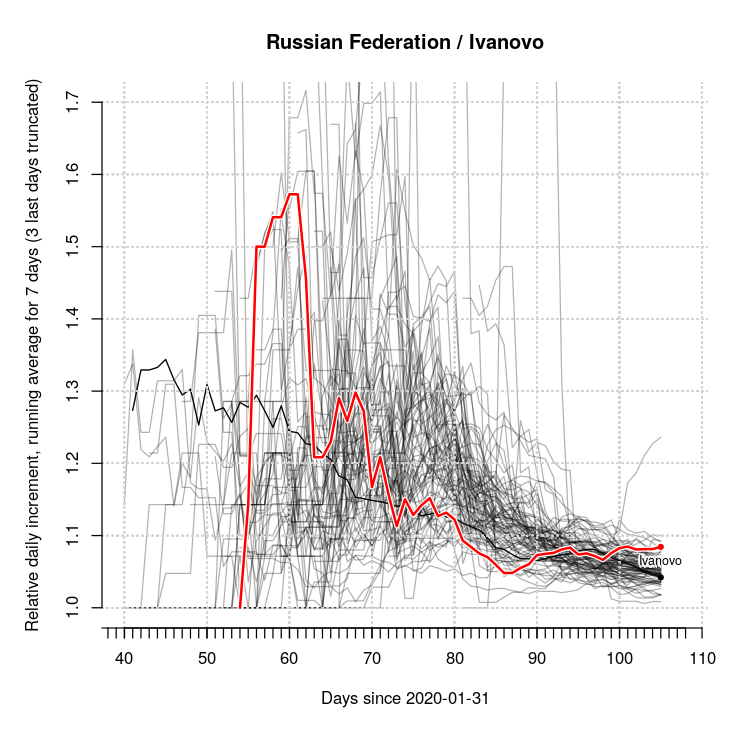 Russian Federation / Ivanovo
Relative daily increment, running average for 7 days (3 last days truncated)
1.7
1.6
1.5
1.4
1.3
1.2
1.1
1.0
Ivanovo
40 50 60 70 80 90 100 110
Days since 2020-01-31